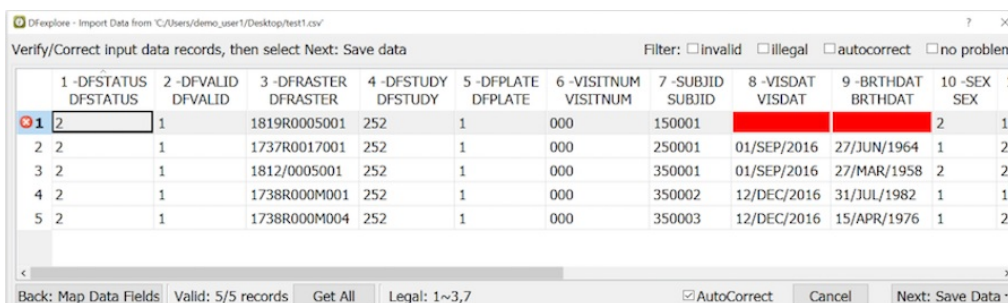 DFexplore - Import Data from 'C:/Users/demo_user1/Desktop/test1.csv' ?
Verify/Correct input data records, then select Next: Save data Filter: invalid illegal autocorrect no problem
1 -DFSTATUS 2 -DFVALID 3 -DFRASTER 4 -DFSTUDY 5 -DFPLATE 6 -VISITNUM 7 -SUBJID 8 -VISDAT 9 -BRTHDAT 10 -SEX
DFSTATUS DFVALID DFRASTER DFSTUDY DFPLATE VISITNUM SUBJID VISDAT BRTHDAT SEX
1 2 1 1819R0005001 252 1 000 150001 2 1
2 2 1 1737R0017001 252 1 000 250001 01/SEP/2016 27/JUN/1964 1 2
3 2 1 1812/0005001 252 1 000 350001 01/SEP/2016 27/MAR/1958 2 2
4 2 1 1738R000M001 252 1 000 350002 12/DEC/2016 31/JUL/1982 1 1
5 2 1 1738R000M004 252 1 000 350003 12/DEC/2016 15/APR/1976 1 2
Back: Map Data Fields Valid: 5/5 records Get All Legal: 1~3,7 AutoCorrect Cancel Next: Save Data